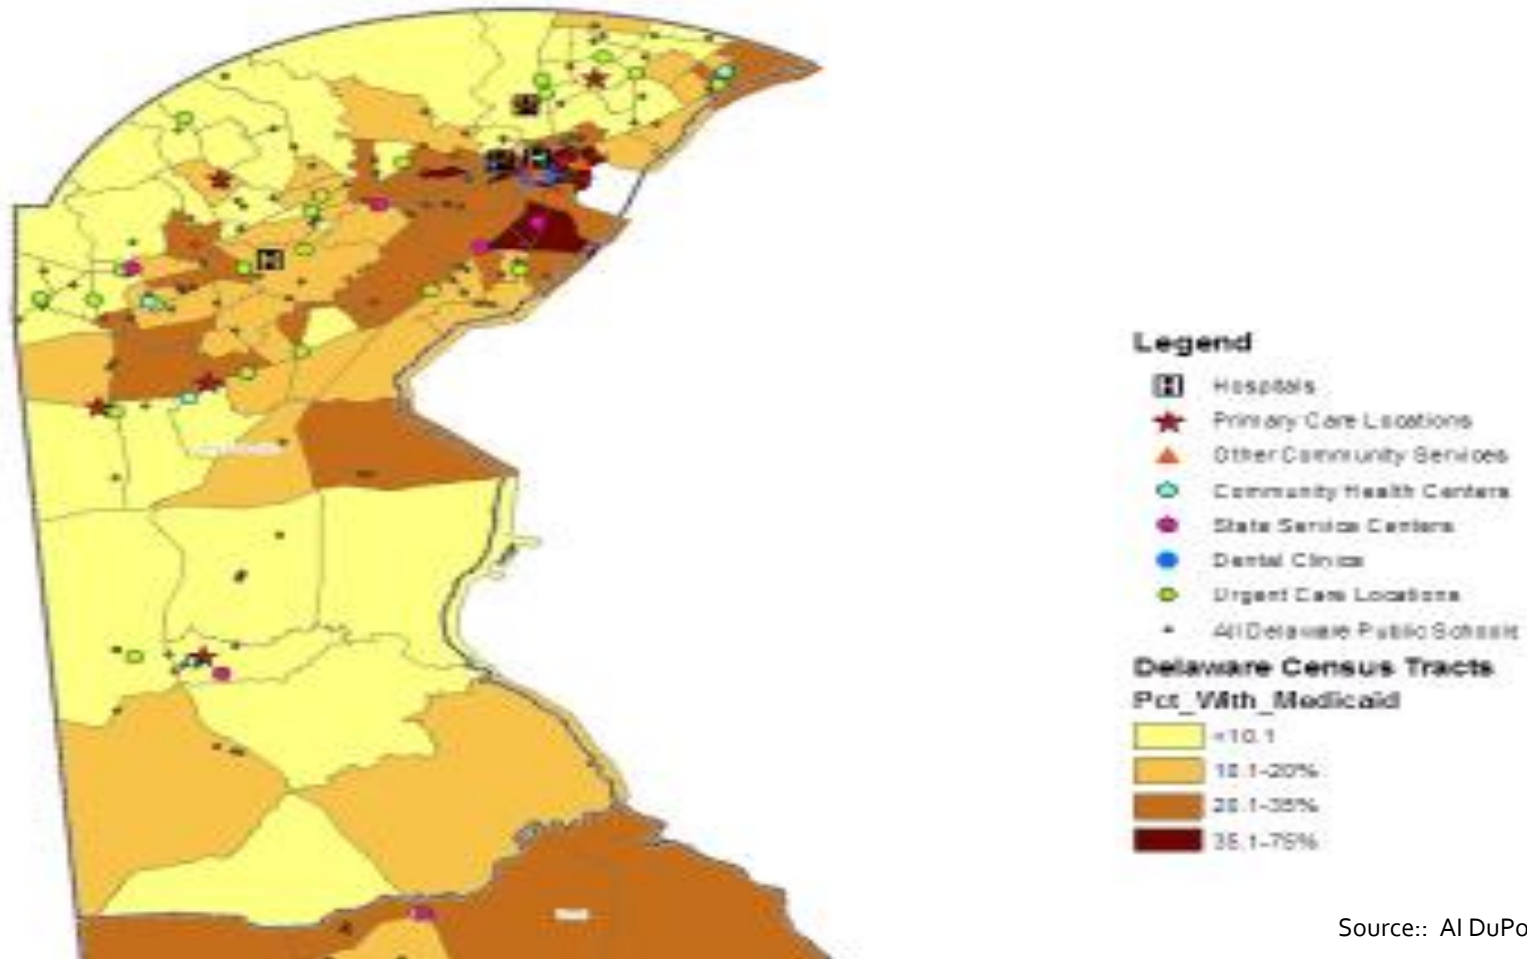 Legend
Hospitals
Primary Care Locations
Other Community Services
Community Health Centers
State Service Centers
Dental Clinics
Urgent Care Locations
All Delaware Public Schools
Delaware Census Tracts
Pct_With_Medicaid
<10.1
10.1-20%
20.1-35%
35.1-75%
Source:: AI DuPo